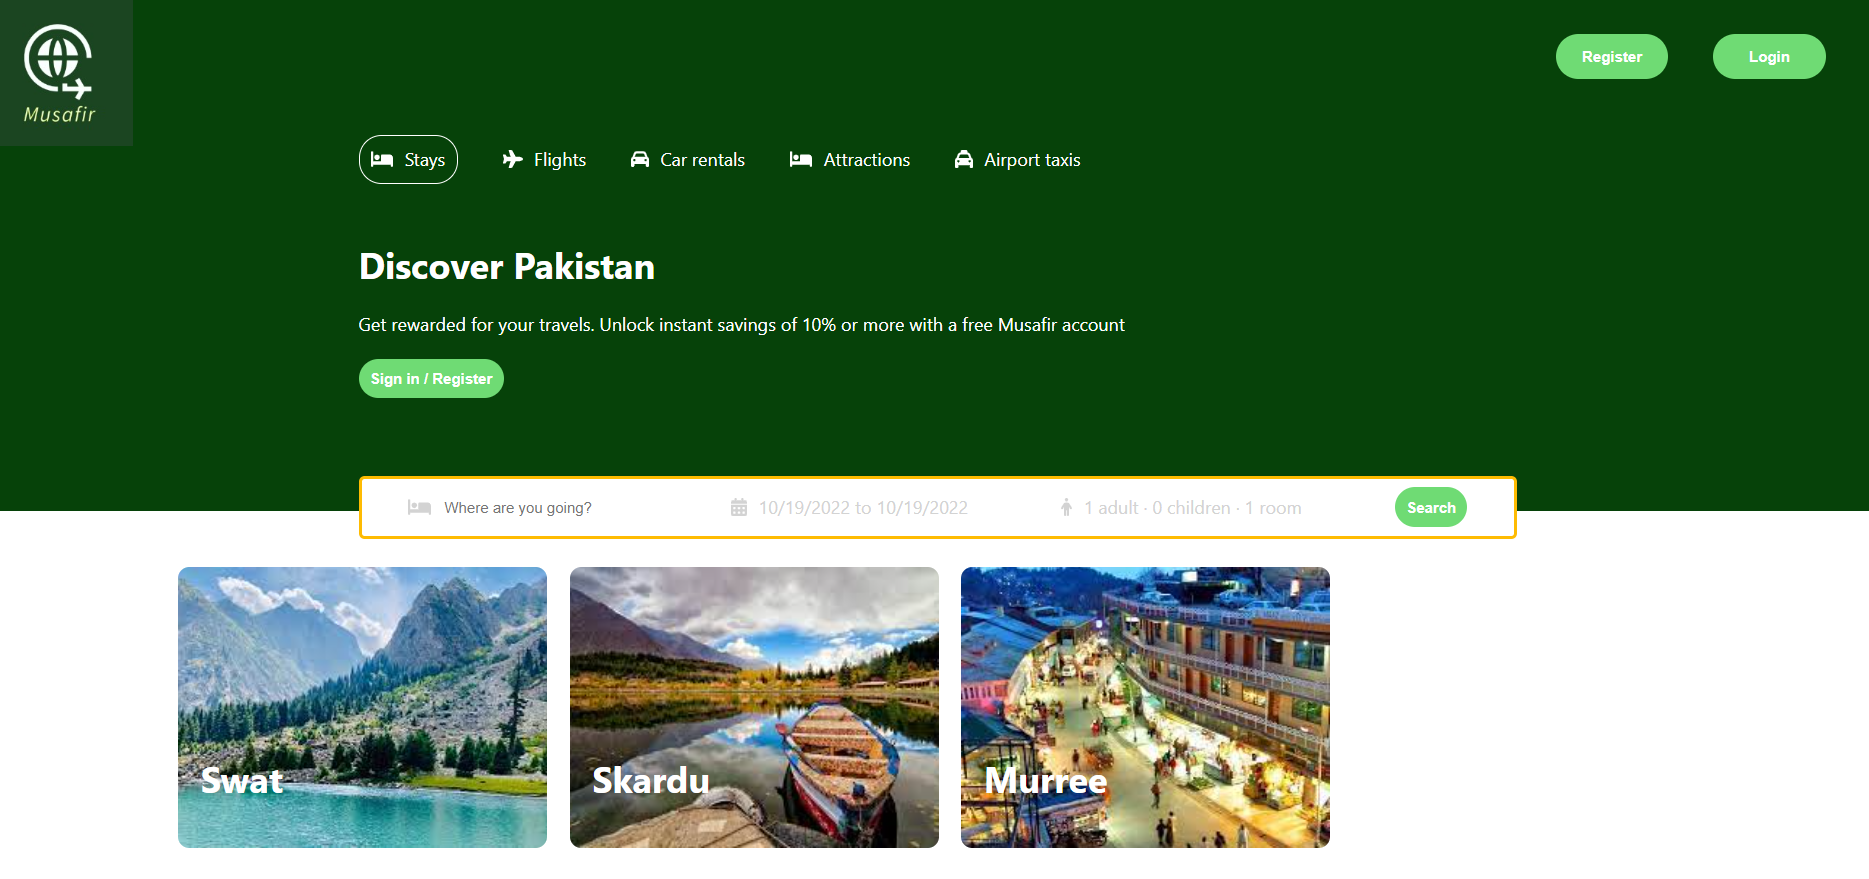 Musafir
Register
Login
Stays
Flights
Car rentals
Attractions
Airport taxis
Discover Pakistan
Get rewarded for your travels. Unlock instant savings of 10% or more with a free Musafir account
Sign in / Register
Where are you going?
10/19/2022 to 10/19/2022
1 adult · 0 children · 1 room
Search
Swat
Skardu
Murree